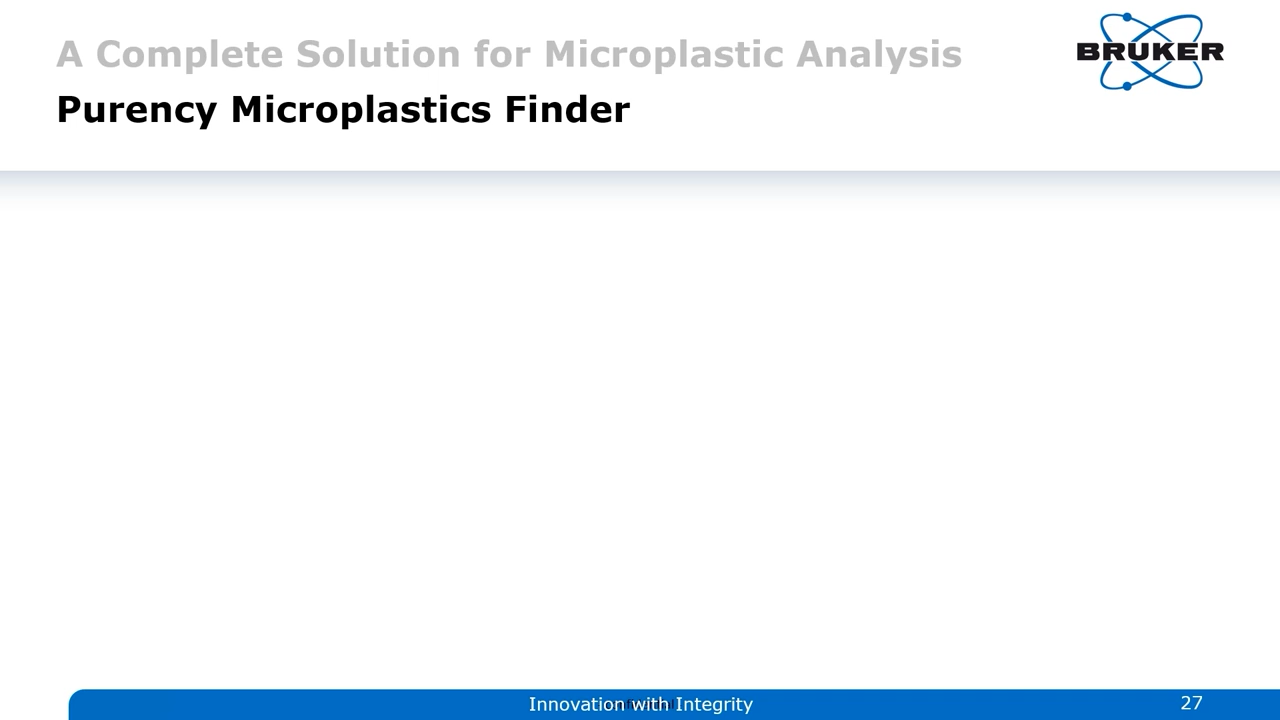 A Complete Solution for Microplastic Analysis
BRUKER
Purency Microplastics Finder
Innovation with Integrity
27